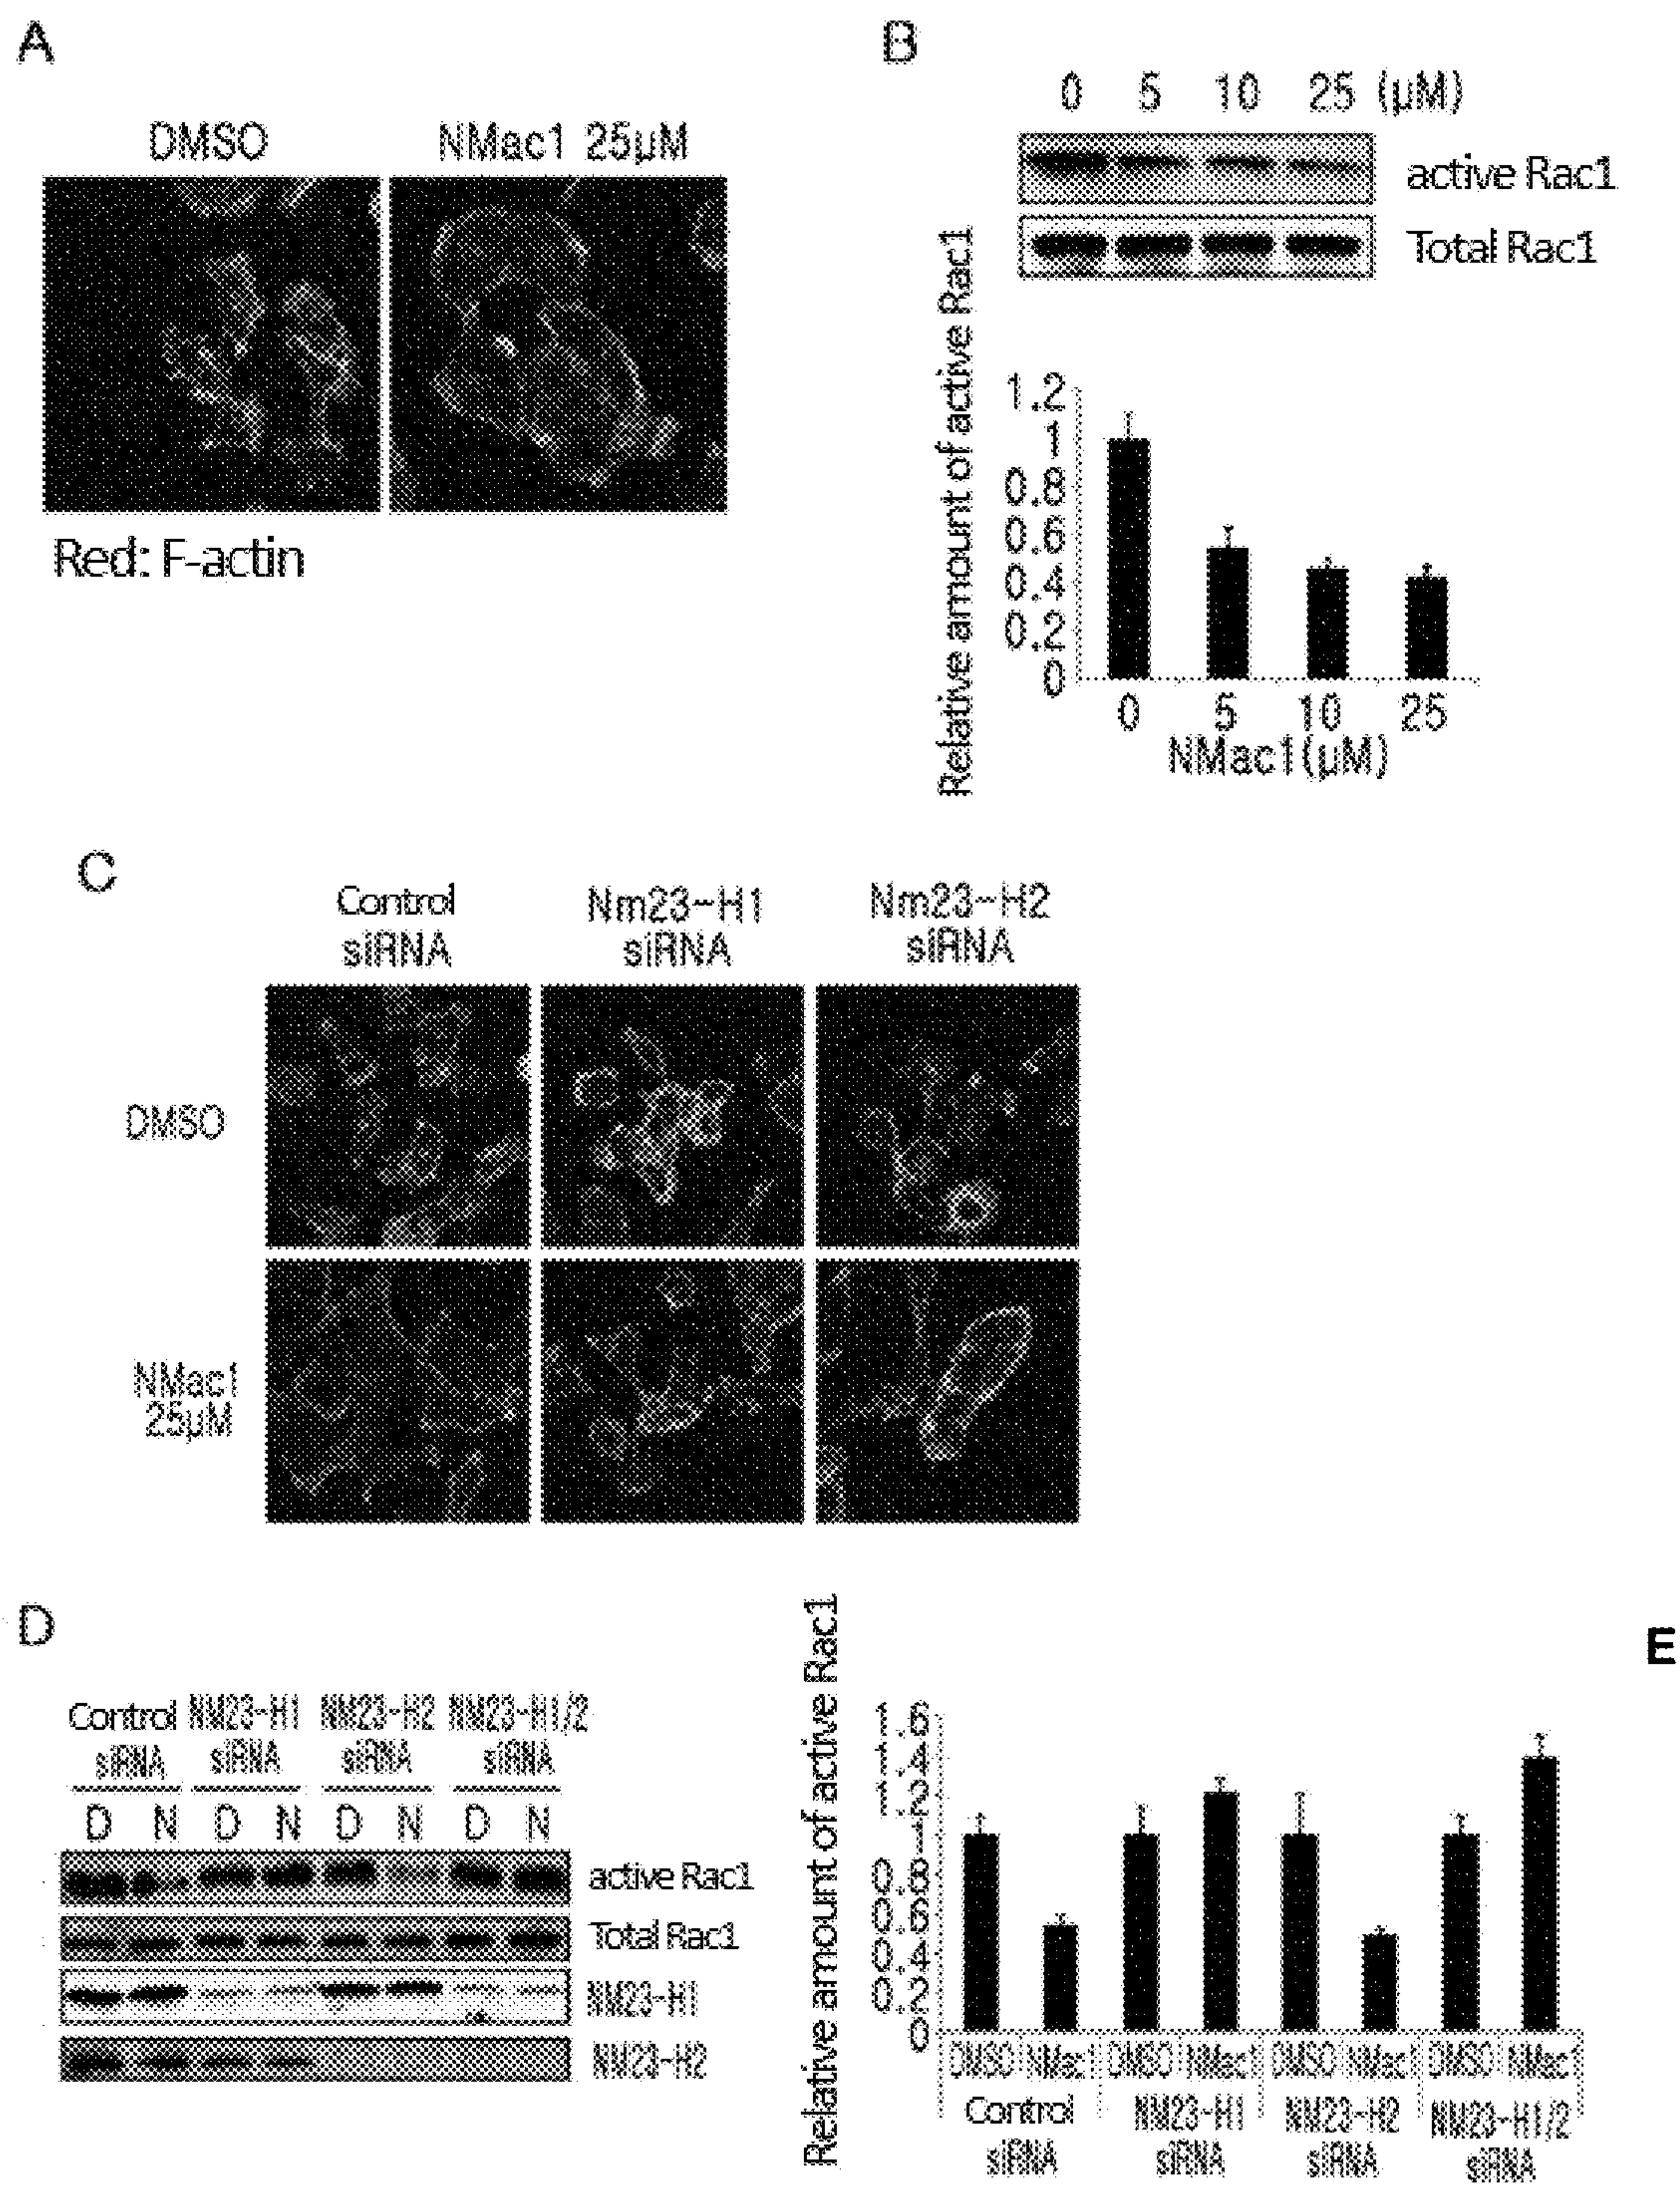 A
DMSO
NMac1 25μM
Red: F-actin
B
0 5 10 25 (μM)
active Rac1
Total Rac1
Relative amount of active Rac1
1.2
1
0.8
0.6
0.4
0.2
0
0 5 10 25
NMac1(μM)
C
Control
siRNA
Nm23-H1
siRNA
Nm23-H2
siRNA
DMSO
NMac1
25μM
D
Control NM23-H1 NM23-H2 NM23-H1/2
siRNA siRNA siRNA siRNA
D N D N D N D N
active Rac1
Total Rac1
NM23-H1
NM23-H2
E
Relative amount of active Rac1
1.6
1.4
1.2
1
0.8
0.6
0.4
0.2
0
DMSO NMac1 DMSO NMac1 DMSO NMac1 DMSO NMac1
Control NM23-H1 NM23-H2 NM23-H1/2
siRNA siRNA siRNA siRNA